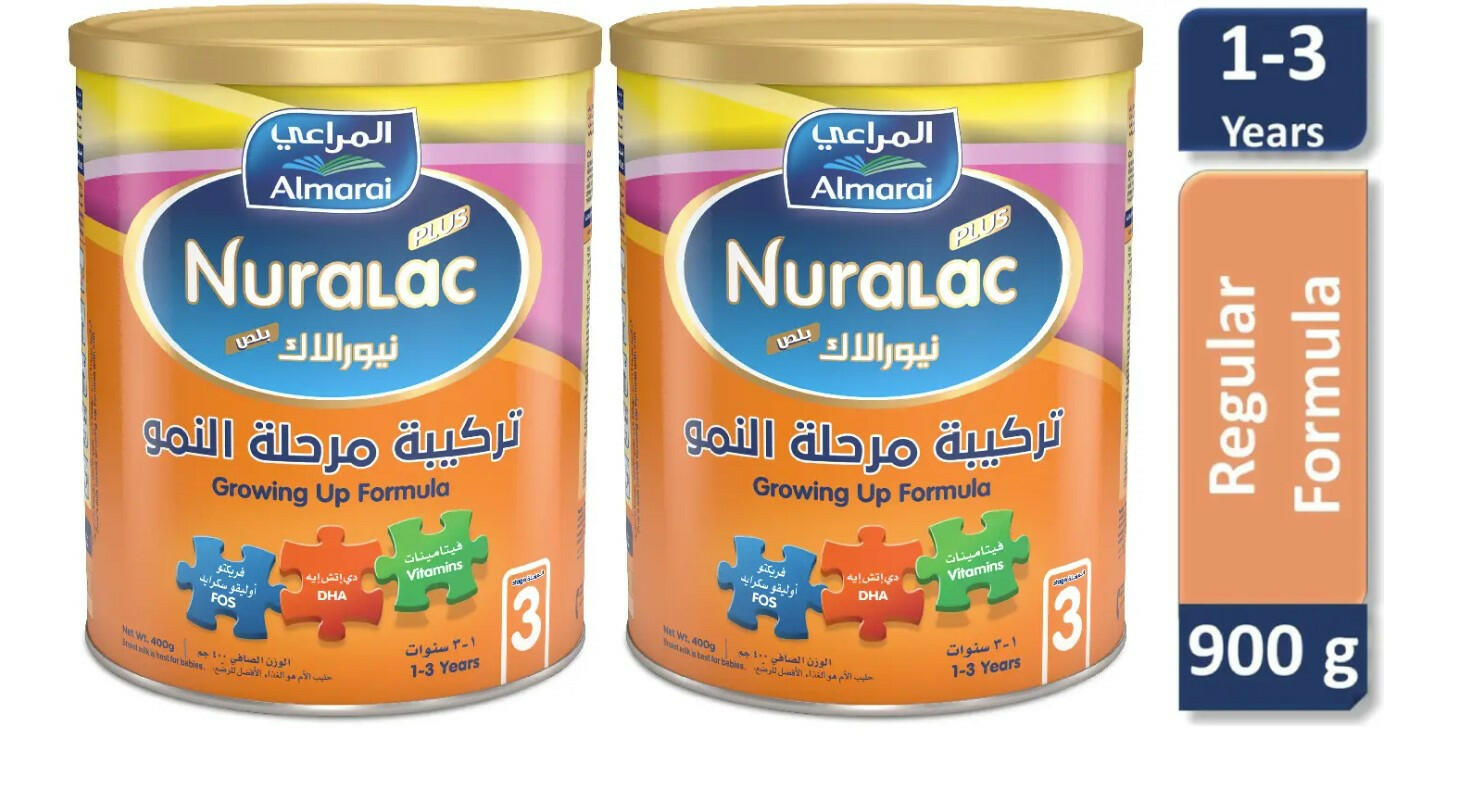 المراعي
Almarai
PLUS
NuraLac
نيورالاك بلص
تركيبة مرحلة النمو
Growing Up Formula
فريكتو
أوليقو سكرايد
FOS
دي إتش إيه
DHA
فيتامينات
Vitamins
3
Net Wt. 400g
الوزن الصافي ٤٠٠ جم
Breast milk is best for babies.
حليب الأم هو الغذاء الأفضل للرضع.
١-٣ سنوات
1-3 Years
المراعي
Almarai
PLUS
NuraLac
نيورالاك بلص
تركيبة مرحلة النمو
Growing Up Formula
فريكتو
أوليقو سكرايد
FOS
دي إتش إيه
DHA
فيتامينات
Vitamins
3
Net Wt. 400g
الوزن الصافي ٤٠٠ جم
Breast milk is best for babies.
حليب الأم هو الغذاء الأفضل للرضع.
١-٣ سنوات
1-3 Years
1-3
Years
Regular
Formula
900 g